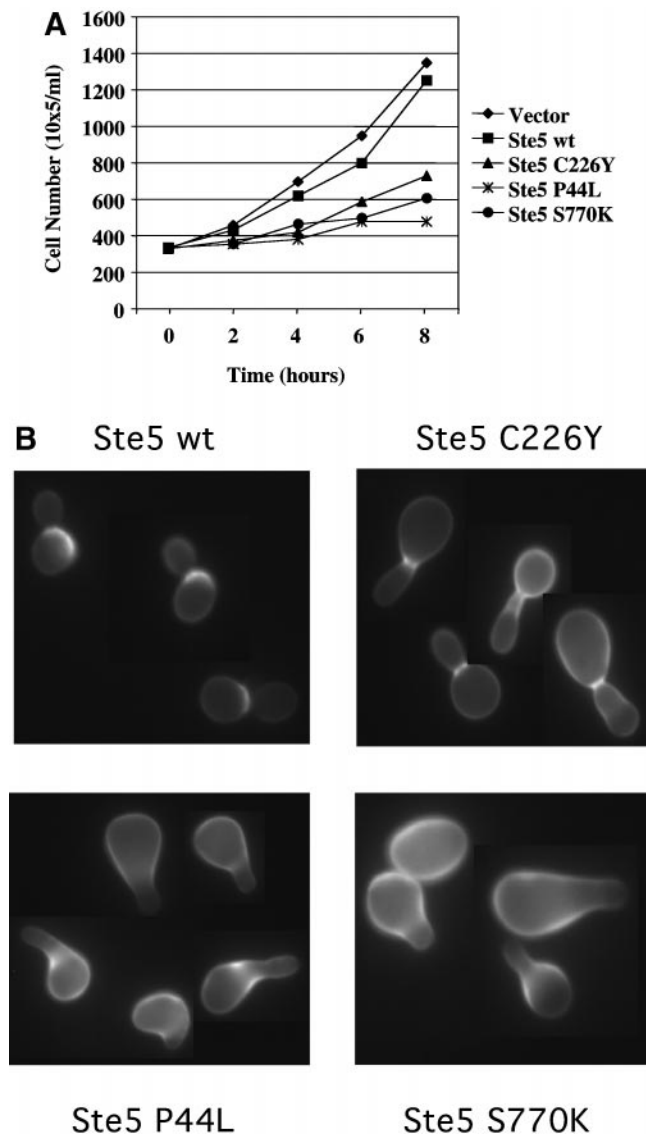 A
1600
1400
1200
1000
800
600
400
200
0
Cell Number (10x5/ml)
0 2 4 6 8
Time (hours)
Vector
Ste5 wt
Ste5 C226Y
Ste5 P44L
Ste5 S770K
B
Ste5 wt
Ste5 C226Y
Ste5 P44L
Ste5 S770K